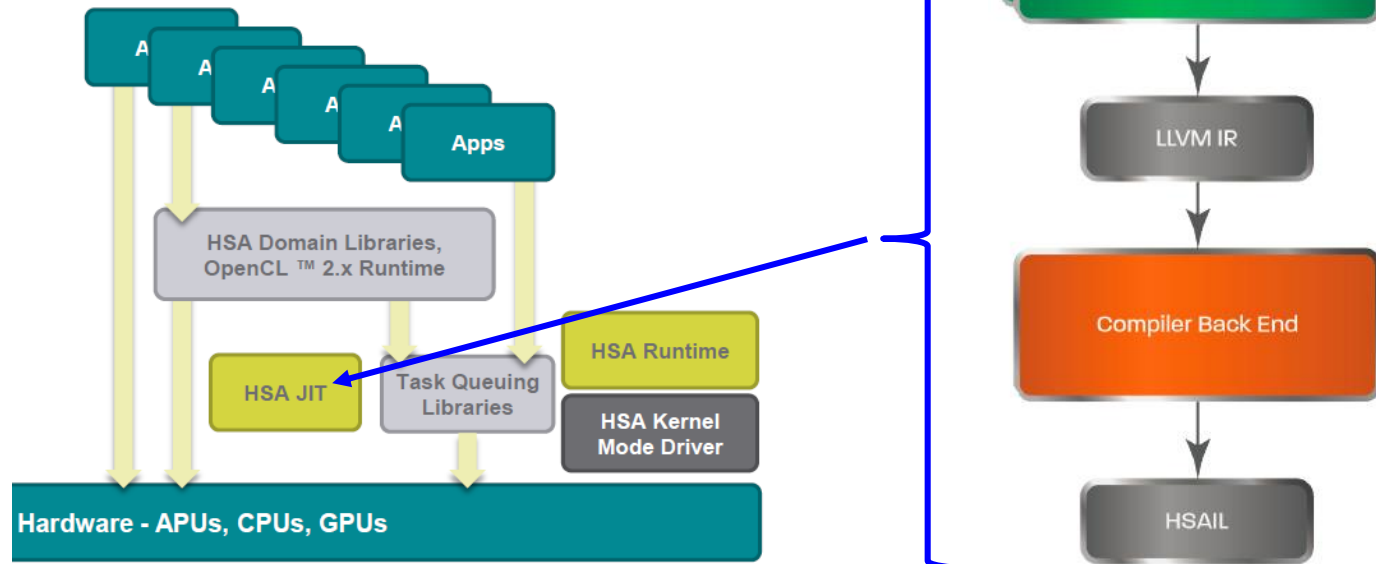 A
A
A
A
A
Apps
HSA Domain Libraries,
OpenCL ™ 2.x Runtime
HSA JIT
Task Queuing
Libraries
HSA Runtime
HSA Kernel
Mode Driver
Hardware - APUs, CPUs, GPUs
LLVM IR
Compiler Back End
HSAIL